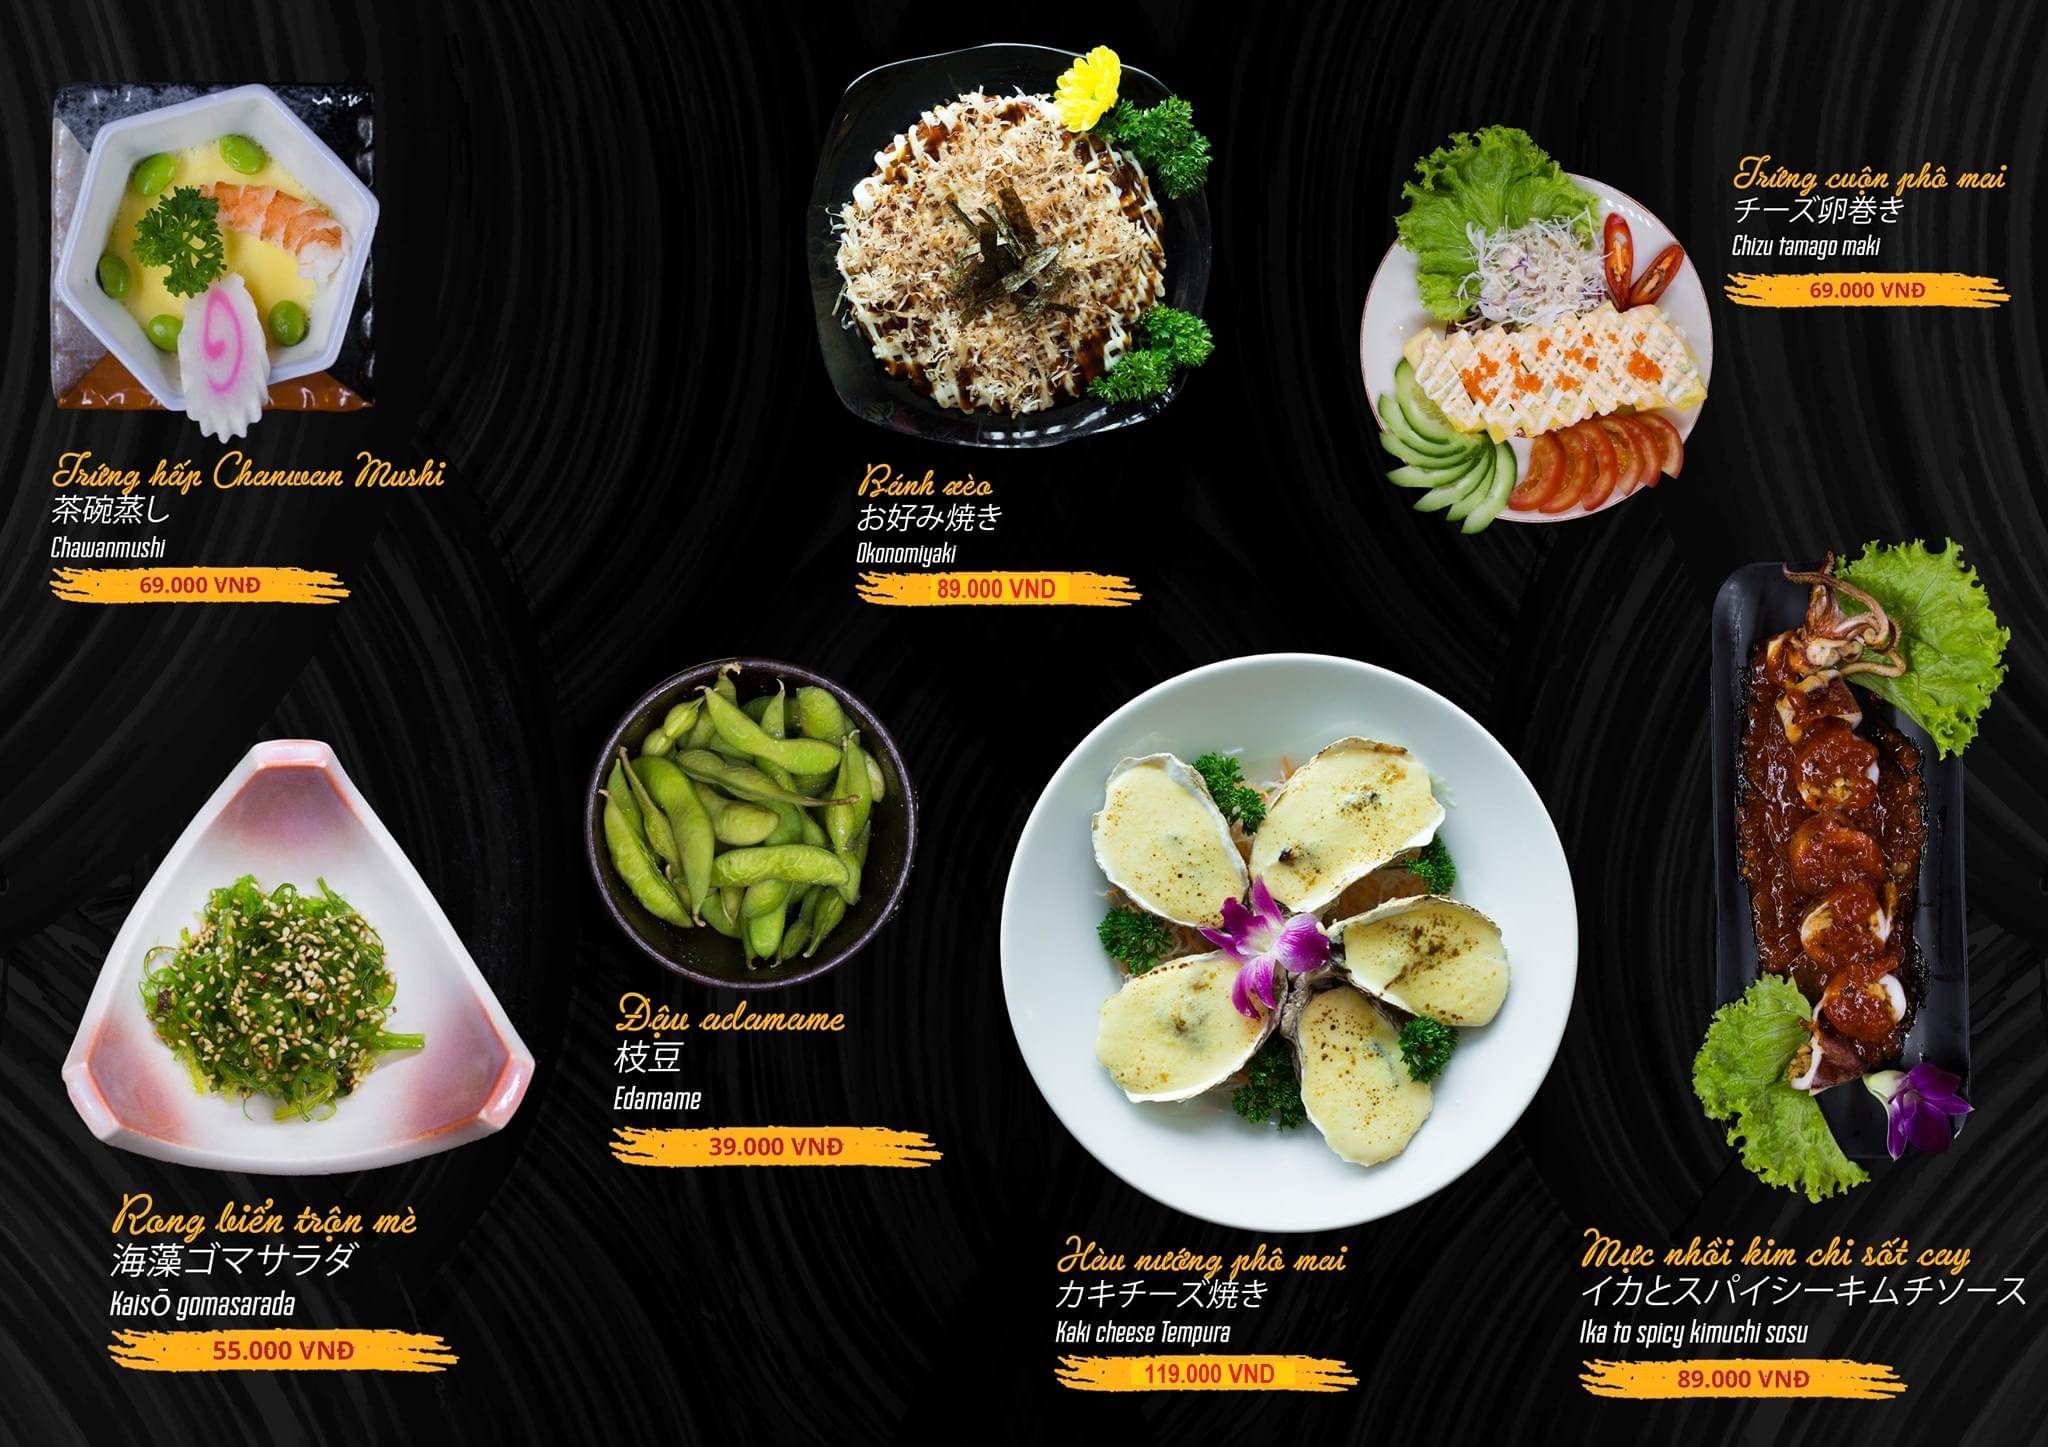 Trứng hấp Chanwan Mushi
茶碗蒸し
Chawanmushi
69.000 VNĐ
Bánh xèo
お好み焼き
Okonomiyaki
89.000 VND
Trứng cuộn phô mai
チーズ卵巻き
Chizu tamago maki
69.000 VNĐ
Rong biển trộn mè
海藻ゴマサラダ
KaisŌ gomasarada
55.000 VNĐ
Đậu adamame
枝豆
Edamame
39.000 VNĐ
Hàu nướng phô mai
カキチーズ焼き
Kaki cheese Tempura
119.000 VND
Mực nhồi kim chi sốt cay
イカとスパイシーキムチソース
Ika to spicy kimuchi sosu
89.000 VNĐ